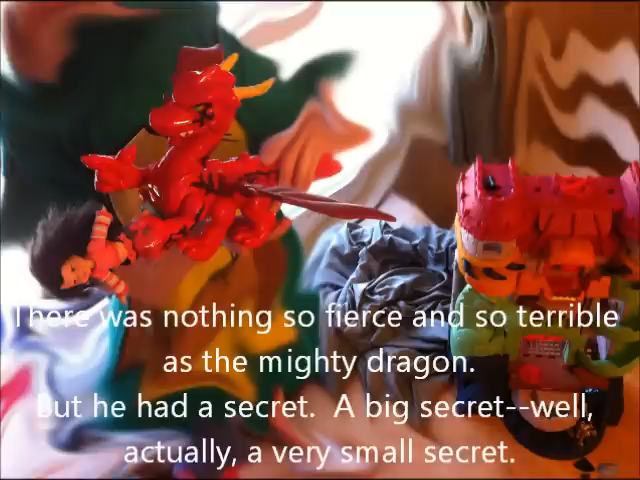 There was nothing so fierce and so terrible
as the mighty dragon.
But he had a secret.  A big secret--well,
actually, a very small secret.